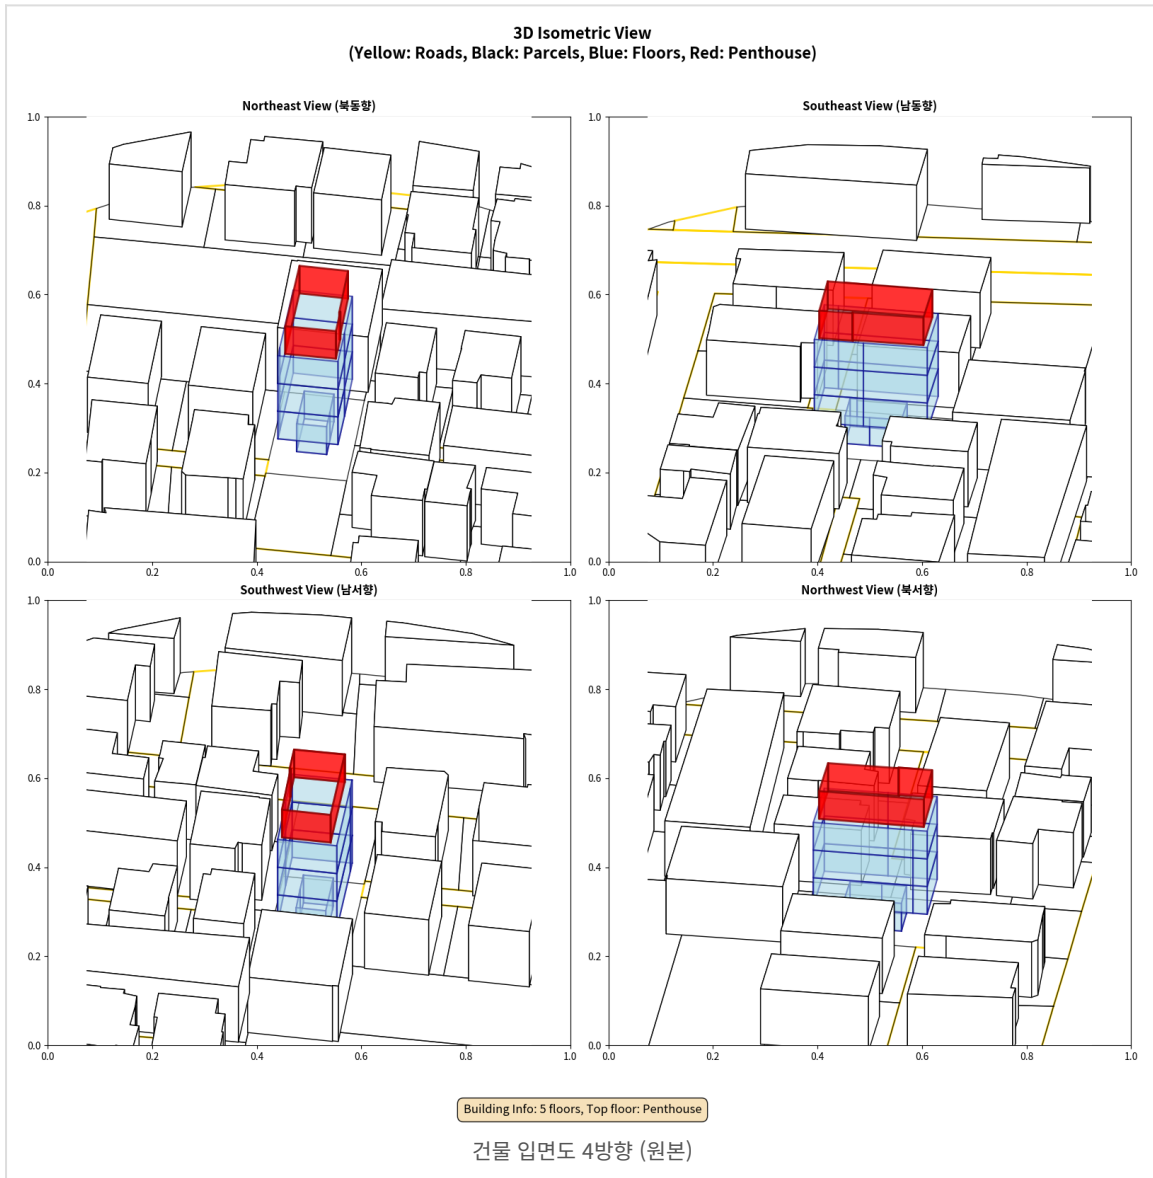 3D Isometric View
(Yellow: Roads, Black: Parcels, Blue: Floors, Red: Penthouse)
Northeast View (북동향)
1.0
0.8
0.6
0.4
0.2
0.0
0.0 0.2 0.4 0.6 0.8 1.0
Southeast View (남동향)
1.0
0.8
0.6
0.4
0.2
0.0
0.0 0.2 0.4 0.6 0.8 1.0
Southwest View (남서향)
1.0
0.8
0.6
0.4
0.2
0.0
0.0 0.2 0.4 0.6 0.8 1.0
Northwest View (북서향)
1.0
0.8
0.6
0.4
0.2
0.0
0.0 0.2 0.4 0.6 0.8 1.0
Building Info: 5 floors, Top floor: Penthouse
건물 입면도 4방향 (원본)